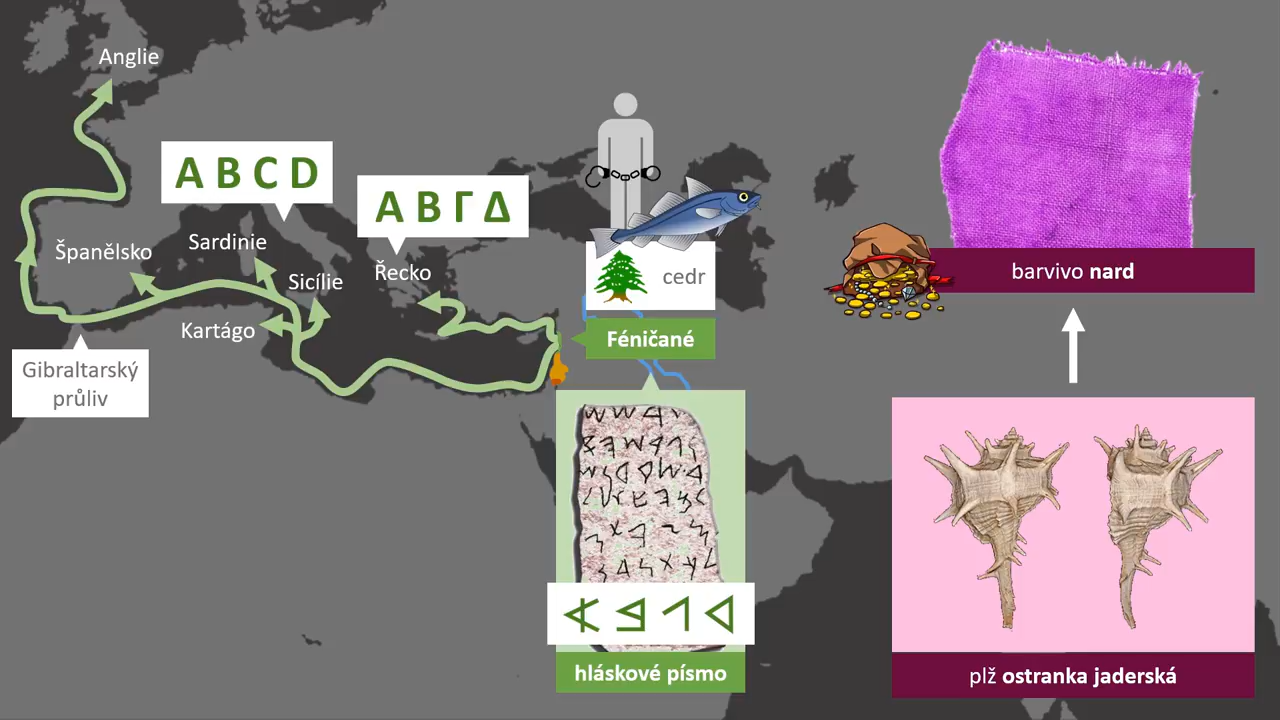 Anglie
A B C D
Α Β Γ Δ
Španělsko
Sardinie
Sicílie
Řecko
Kartágo
Gibraltarský
průliv
cedr
Féničané
𐤀 𐤁 𐤂 𐤃
hláskové písmo
barvivo nard
plž ostranka jaderská